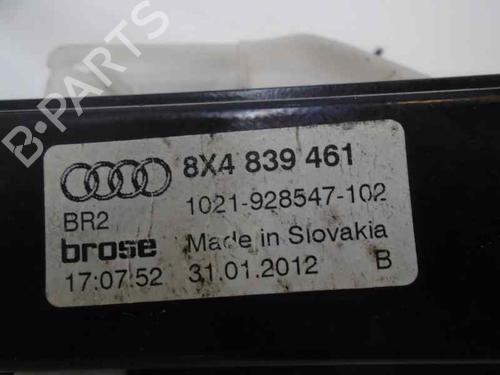 B-PARTS
8X4 839 461
BR2
1021-928547-102
brose
Made in Slovakia
17:07:52
31.01.2012
B